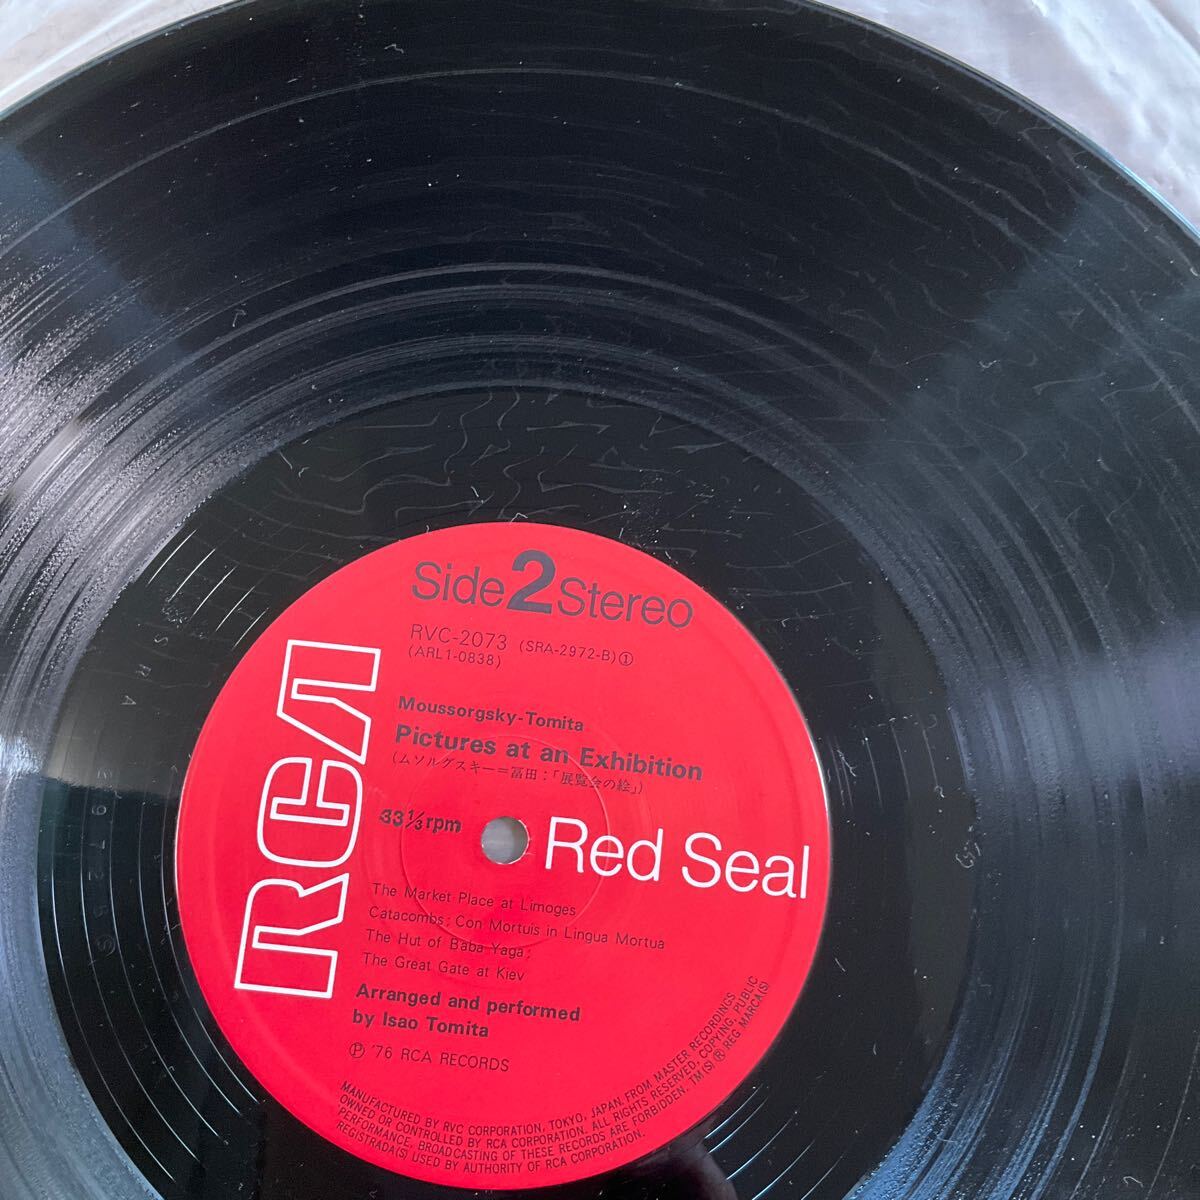 Side 2 Stereo
RVC-2073 (SRA-2972-B)①
(ARL1-0838)
Moussorgsky-Tomita
Pictures at an Exhibition
(ムソルグスキー=冨田:「展覧会の絵」)
33 1/3 rpm
RCA
Red Seal
The Market Place at Limoges
Catacombs; Con Mortuis in Lingua Mortua
The Hut of Baba Yaga;
The Great Gate at Kiev
Arranged and performed
by Isao Tomita
Ⓟ '76 RCA RECORDS
MANUFACTURED BY RVC CORPORATION, TOKYO, JAPAN. FROM MASTER RECORDINGS
OWNED OR CONTROLLED BY RCA CORPORATION. ALL RIGHTS RESERVED, COPYING, PUBLIC
PERFORMANCE, BROADCASTING OF THESE RECORDS ARE FORBIDDEN. TM(S) ® REG MARCA(S)
REGISTRADA(S) USED BY AUTHORITY OF RCA CORPORATION.